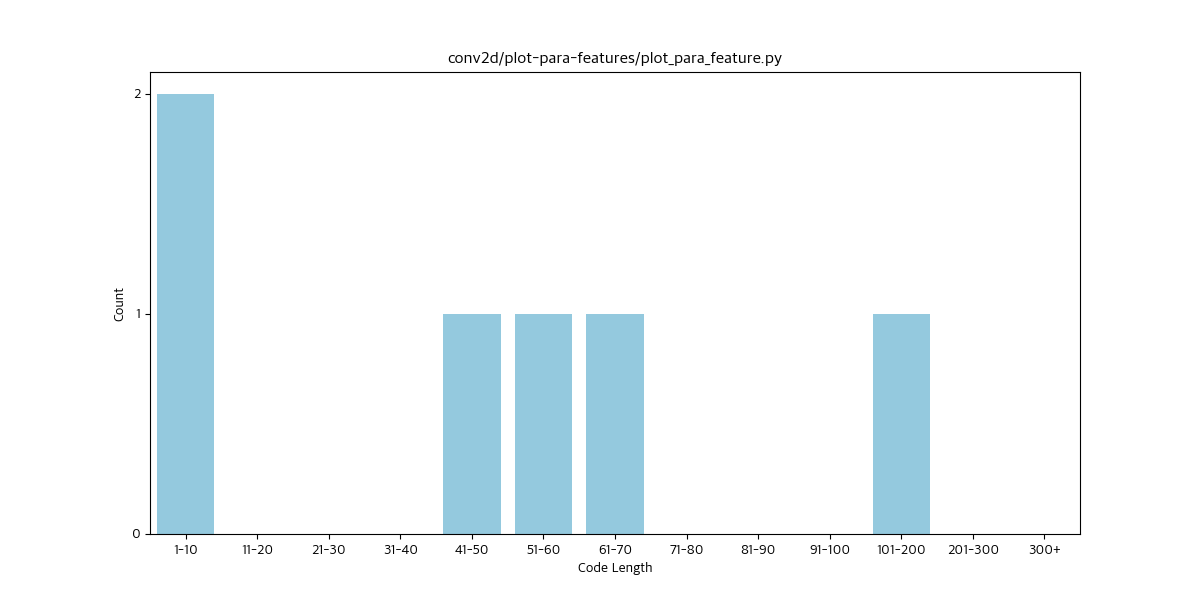 conv2d/plot-para-features/plot_para_feature.py
2
1
0
Count
1-10 11-20 21-30 31-40 41-50 51-60 61-70 71-80 81-90 91-100 101-200 201-300 300+
Code Length